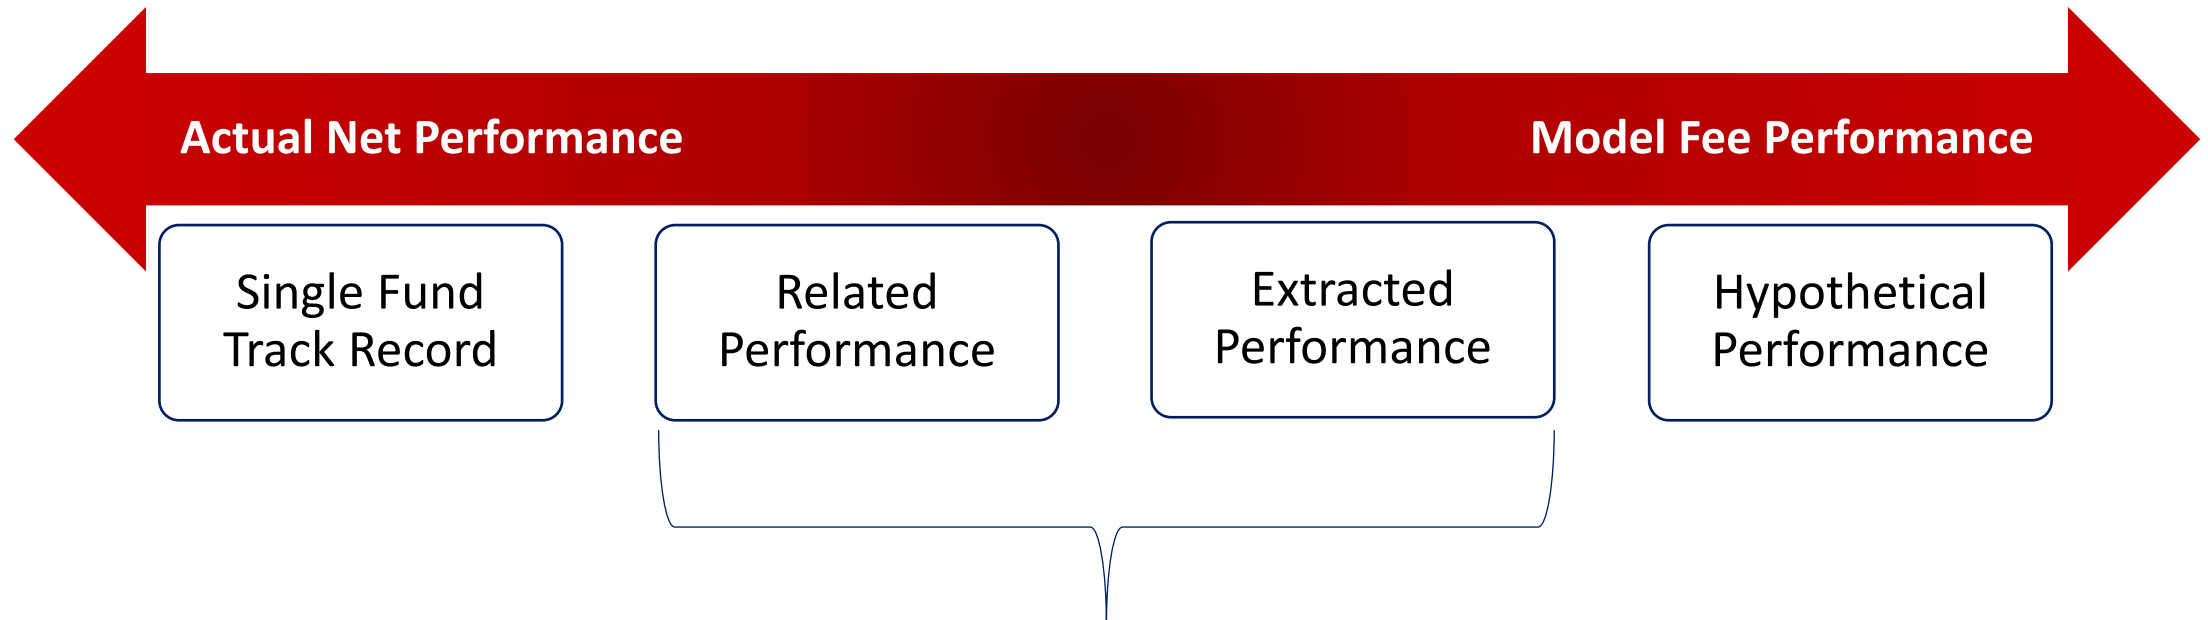 Actual Net Performance
Model Fee Performance
Single Fund
Track Record
Related
Performance
Extracted
Performance
Hypothetical
Performance